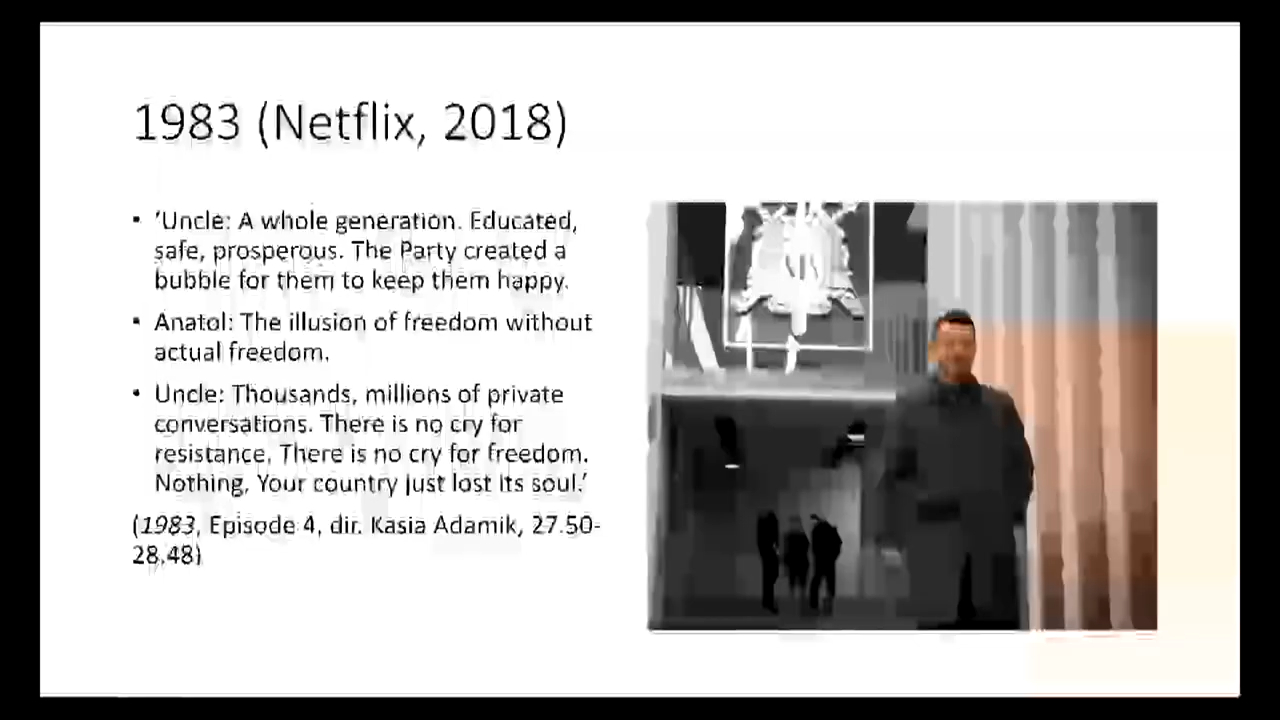 1983 (Netflix, 2018)
▪ ‘Uncle: A whole generation. Educated,
safe, prosperous. The Party created a
bubble for them to keep them happy.
▪ Anatol: The illusion of freedom without
actual freedom.
▪ Uncle: Thousands, millions of private
conversations. There is no cry for
resistance. There is no cry for freedom.
Nothing. Your country just lost its soul.’
(1983, Episode 4, dir. Kasia Adamik, 27.50-
28.48)